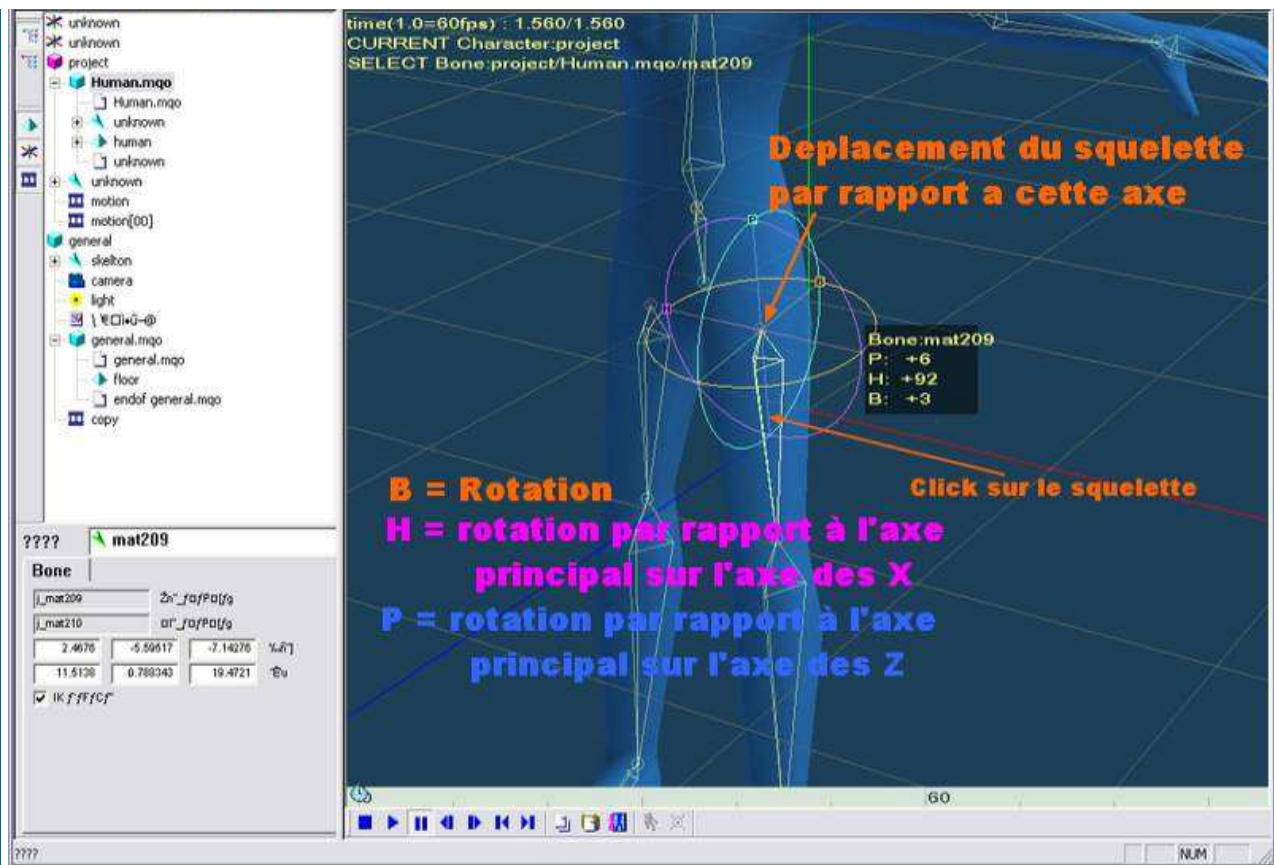 unknown
unknown
project
Human.mqo
Human.mqo
unknown
human
unknown
unknown
motion
motion[00]
general
skelton
camera
light
general.mqo
general.mqo
floor
endof general.mqo
copy
time(1.0=60fps) : 1.560/1.560
CURRENT Character:project
SELECT Bone:project/Human.mqo/mat209
Deplacement du squelette
par rapport a cette axe
Bone:mat209
P: +6
H: +92
B: +3
Click sur le squelette
B = Rotation
H = rotation par rapport à l'axe
principal sur l'axe des X
P = rotation par rapport à l'axe
principal sur l'axe des Z
???? mat209
Bone
j_mat209
j_mat210
2.4676 -5.59517 -7.14276
11.5138 0.788343 19.4721
IK
60
???? NUM